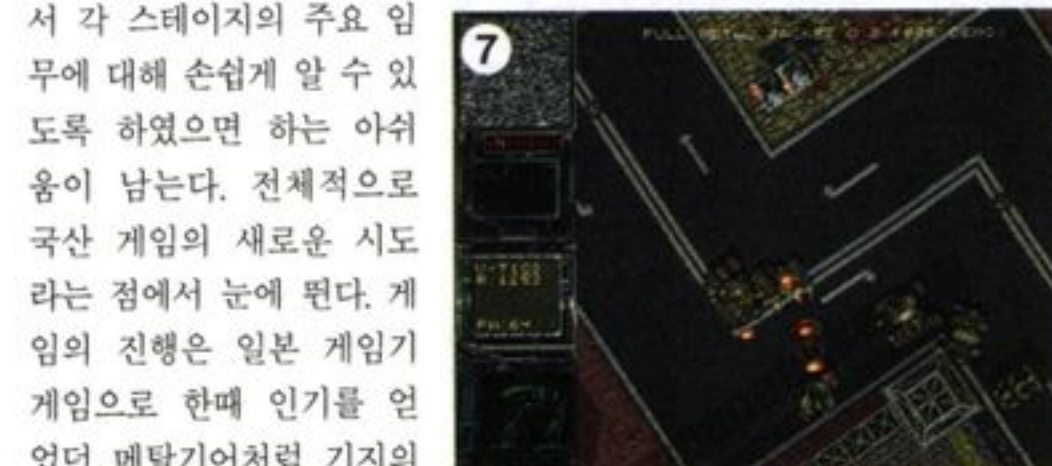 서 각 스테이지의 주요 임
무에 대해 손쉽게 알 수 있
도록 하였으면 하는 아쉬
움이 남는다. 전체적으로
국산 게임의 새로운 시도
라는 점에서 눈에 띈다. 게
임의 진행은 일본 게임기
게임으로 한때 인기를 얻
었던 메탈기어처럼 기지의
7
FULL METAL JACKET
DEMO